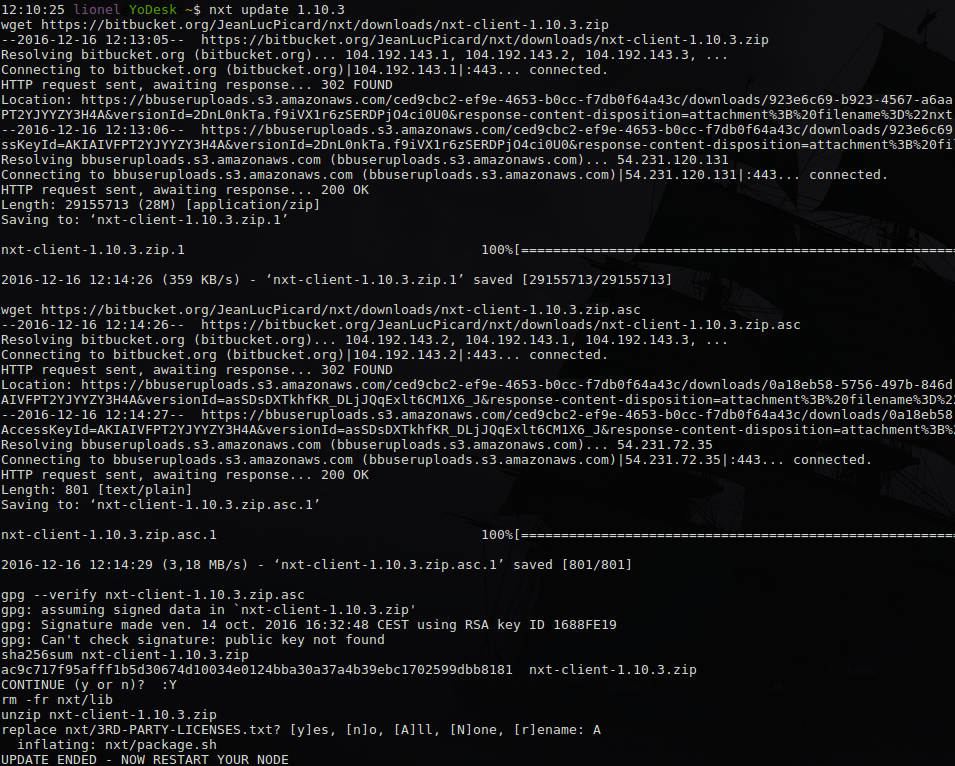 12:10:25 lionel YoDesk ~$ nxt update 1.10.3
wget https://bitbucket.org/JeanLucPicard/nxt/downloads/nxt-client-1.10.3.zip
--2016-12-16 12:13:05--  https://bitbucket.org/JeanLucPicard/nxt/downloads/nxt-client-1.10.3.zip
Resolving bitbucket.org (bitbucket.org)... 104.192.143.1, 104.192.143.2, 104.192.143.3, ...
Connecting to bitbucket.org (bitbucket.org)|104.192.143.1|:443... connected.
HTTP request sent, awaiting response... 302 FOUND
Location: https://bbuseruploads.s3.amazonaws.com/ced9cbc2-ef9e-4653-b0cc-f7db0f64a43c/downloads/923e6c69-b923-4567-a6aa
PT2YJYYZY3H4A&versionId=2DnL0nkTa.f9iVX1r6zSERDPjO4ci0U0&response-content-disposition=attachment%3B%20filename%3D%22nxt
--2016-12-16 12:13:06--  https://bbuseruploads.s3.amazonaws.com/ced9cbc2-ef9e-4653-b0cc-f7db0f64a43c/downloads/923e6c69
ssKeyId=AKIAIVFPT2YJYYZY3H4A&versionId=2DnL0nkTa.f9iVX1r6zSERDPjO4ci0U0&response-content-disposition=attachment%3B%20fi
Resolving bbuseruploads.s3.amazonaws.com (bbuseruploads.s3.amazonaws.com)... 54.231.120.131
Connecting to bbuseruploads.s3.amazonaws.com (bbuseruploads.s3.amazonaws.com)|54.231.120.131|:443... connected.
HTTP request sent, awaiting response... 200 OK
Length: 29155713 (28M) [application/zip]
Saving to: ‘nxt-client-1.10.3.zip.1’
nxt-client-1.10.3.zip.1 100%[======================================================
2016-12-16 12:14:26 (359 KB/s) - ‘nxt-client-1.10.3.zip.1’ saved [29155713/29155713]
wget https://bitbucket.org/JeanLucPicard/nxt/downloads/nxt-client-1.10.3.zip.asc
--2016-12-16 12:14:26--  https://bitbucket.org/JeanLucPicard/nxt/downloads/nxt-client-1.10.3.zip.asc
Resolving bitbucket.org (bitbucket.org)... 104.192.143.2, 104.192.143.1, 104.192.143.3, ...
Connecting to bitbucket.org (bitbucket.org)|104.192.143.2|:443... connected.
HTTP request sent, awaiting response... 302 FOUND
Location: https://bbuseruploads.s3.amazonaws.com/ced9cbc2-ef9e-4653-b0cc-f7db0f64a43c/downloads/0a18eb58-5756-497b-846d
AIVFPT2YJYYZY3H4A&versionId=asSDsDXTkhfKR_DLjJQqExlt6CM1X6_J&response-content-disposition=attachment%3B%20filename%3D%2
--2016-12-16 12:14:27--  https://bbuseruploads.s3.amazonaws.com/ced9cbc2-ef9e-4653-b0cc-f7db0f64a43c/downloads/0a18eb58
AccessKeyId=AKIAIVFPT2YJYYZY3H4A&versionId=asSDsDXTkhfKR_DLjJQqExlt6CM1X6_J&response-content-disposition=attachment%3B%
Resolving bbuseruploads.s3.amazonaws.com (bbuseruploads.s3.amazonaws.com)... 54.231.72.35
Connecting to bbuseruploads.s3.amazonaws.com (bbuseruploads.s3.amazonaws.com)|54.231.72.35|:443... connected.
HTTP request sent, awaiting response... 200 OK
Length: 801 [text/plain]
Saving to: ‘nxt-client-1.10.3.zip.asc.1’
nxt-client-1.10.3.zip.asc.1 100%[======================================================
2016-12-16 12:14:29 (3,18 MB/s) - ‘nxt-client-1.10.3.zip.asc.1’ saved [801/801]
gpg --verify nxt-client-1.10.3.zip.asc
gpg: assuming signed data in `nxt-client-1.10.3.zip'
gpg: Signature made ven. 14 oct. 2016 16:32:48 CEST using RSA key ID 1688FE19
gpg: Can't check signature: public key not found
sha256sum nxt-client-1.10.3.zip
ac9c717f95afff1b5d30674d10034e0124bba30a37a4b39ebc1702599dbb8181  nxt-client-1.10.3.zip
CONTINUE (y or n)?  :Y
rm -fr nxt/lib
unzip nxt-client-1.10.3.zip
replace nxt/3RD-PARTY-LICENSES.txt? [y]es, [n]o, [A]ll, [N]one, [r]ename: A
  inflating: nxt/package.sh
UPDATE ENDED - NOW RESTART YOUR NODE